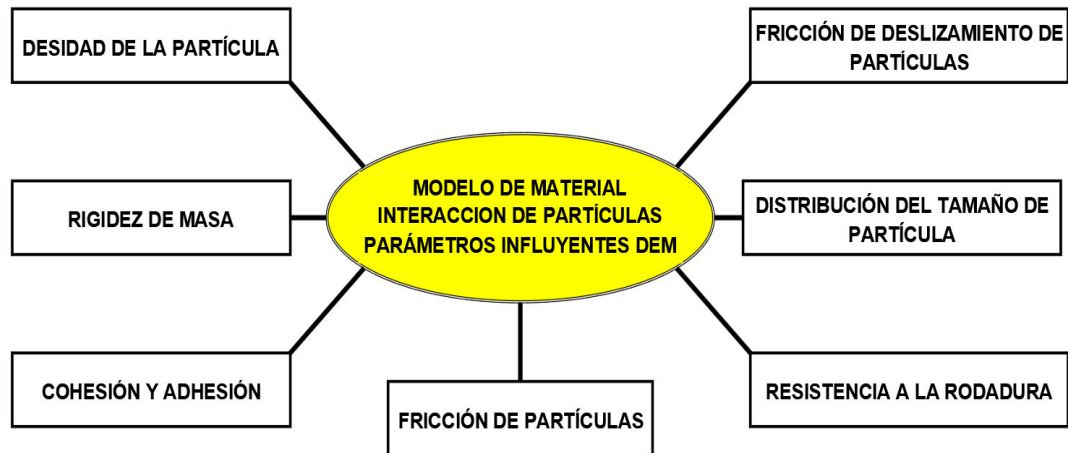 DESIDAD DE LA PARTÍCULA
FRICCIÓN DE DESLIZAMIENTO DE
PARTÍCULAS
MODELO DE MATERIAL
INTERACCION DE PARTÍCULAS
PARÁMETROS INFLUYENTES DEM
RIGIDEZ DE MASA
DISTRIBUCIÓN DEL TAMAÑO DE
PARTÍCULA
COHESIÓN Y ADHESIÓN
FRICCIÓN DE PARTÍCULAS
RESISTENCIA A LA RODADURA